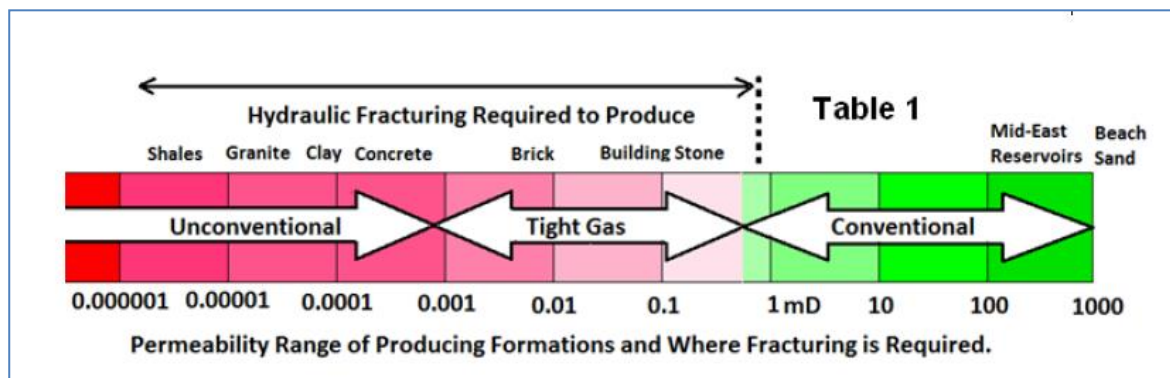 Hydraulic Fracturing Required to Produce
Table 1
Shales Granite Clay Concrete Brick Building Stone
Mid-East Reservoirs
Beach Sand
Unconventional Tight Gas Conventional
0.000001 0.00001 0.0001 0.001 0.01 0.1 1 mD 10 100 1000
Permeability Range of Producing Formations and Where Fracturing is Required.